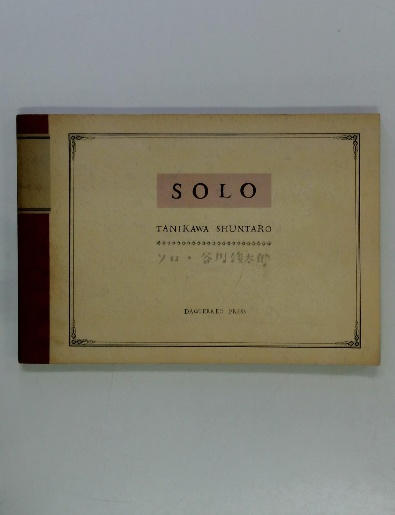 SOLO
TANIKAWA SHUNTARO
ソロ・谷川俊太郎
DAGUERREO PRESS